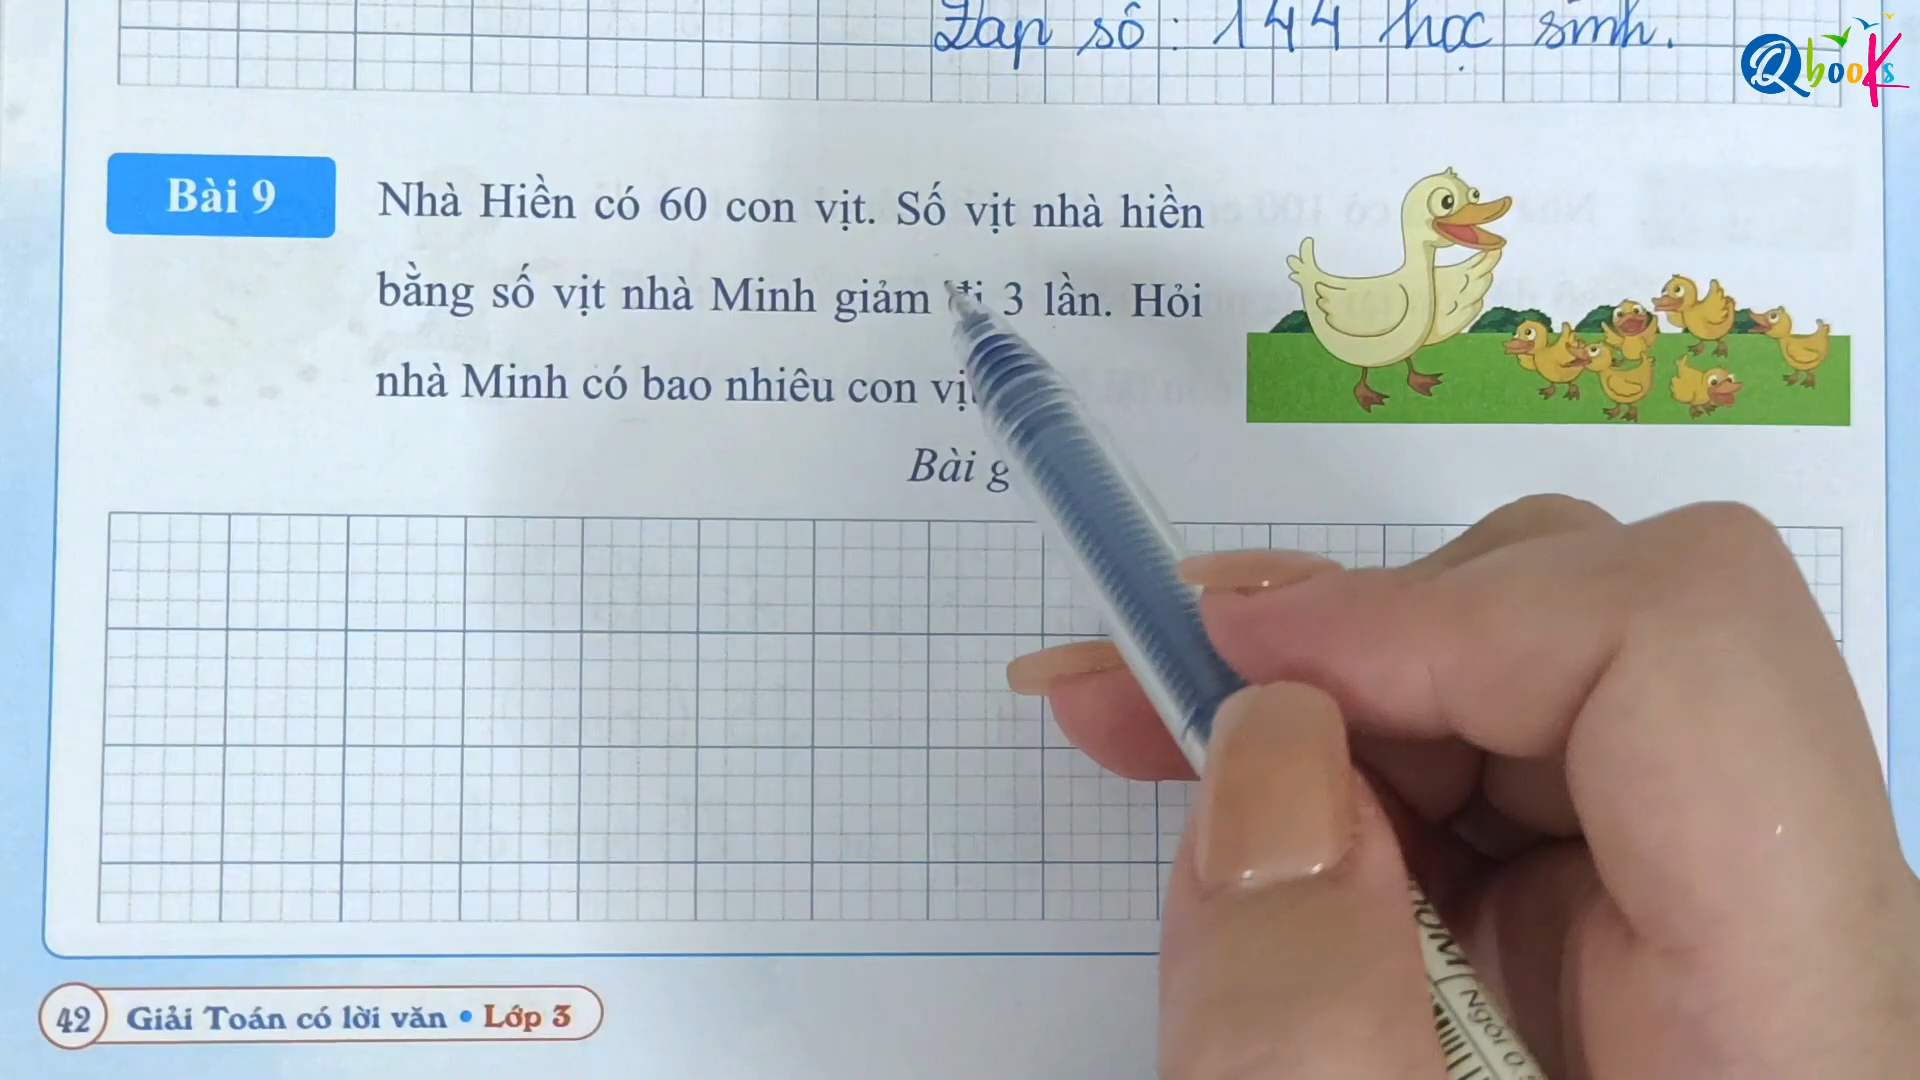 Đáp số: 144 học sinh.
Qbooks
Bài 9
Nhà Hiền có 60 con vịt. Số vịt nhà hiền
bằng số vịt nhà Minh giảm đi 3 lần. Hỏi
nhà Minh có bao nhiêu con vị
Bài g
42 Giải Toán có lời văn • Lớp 3